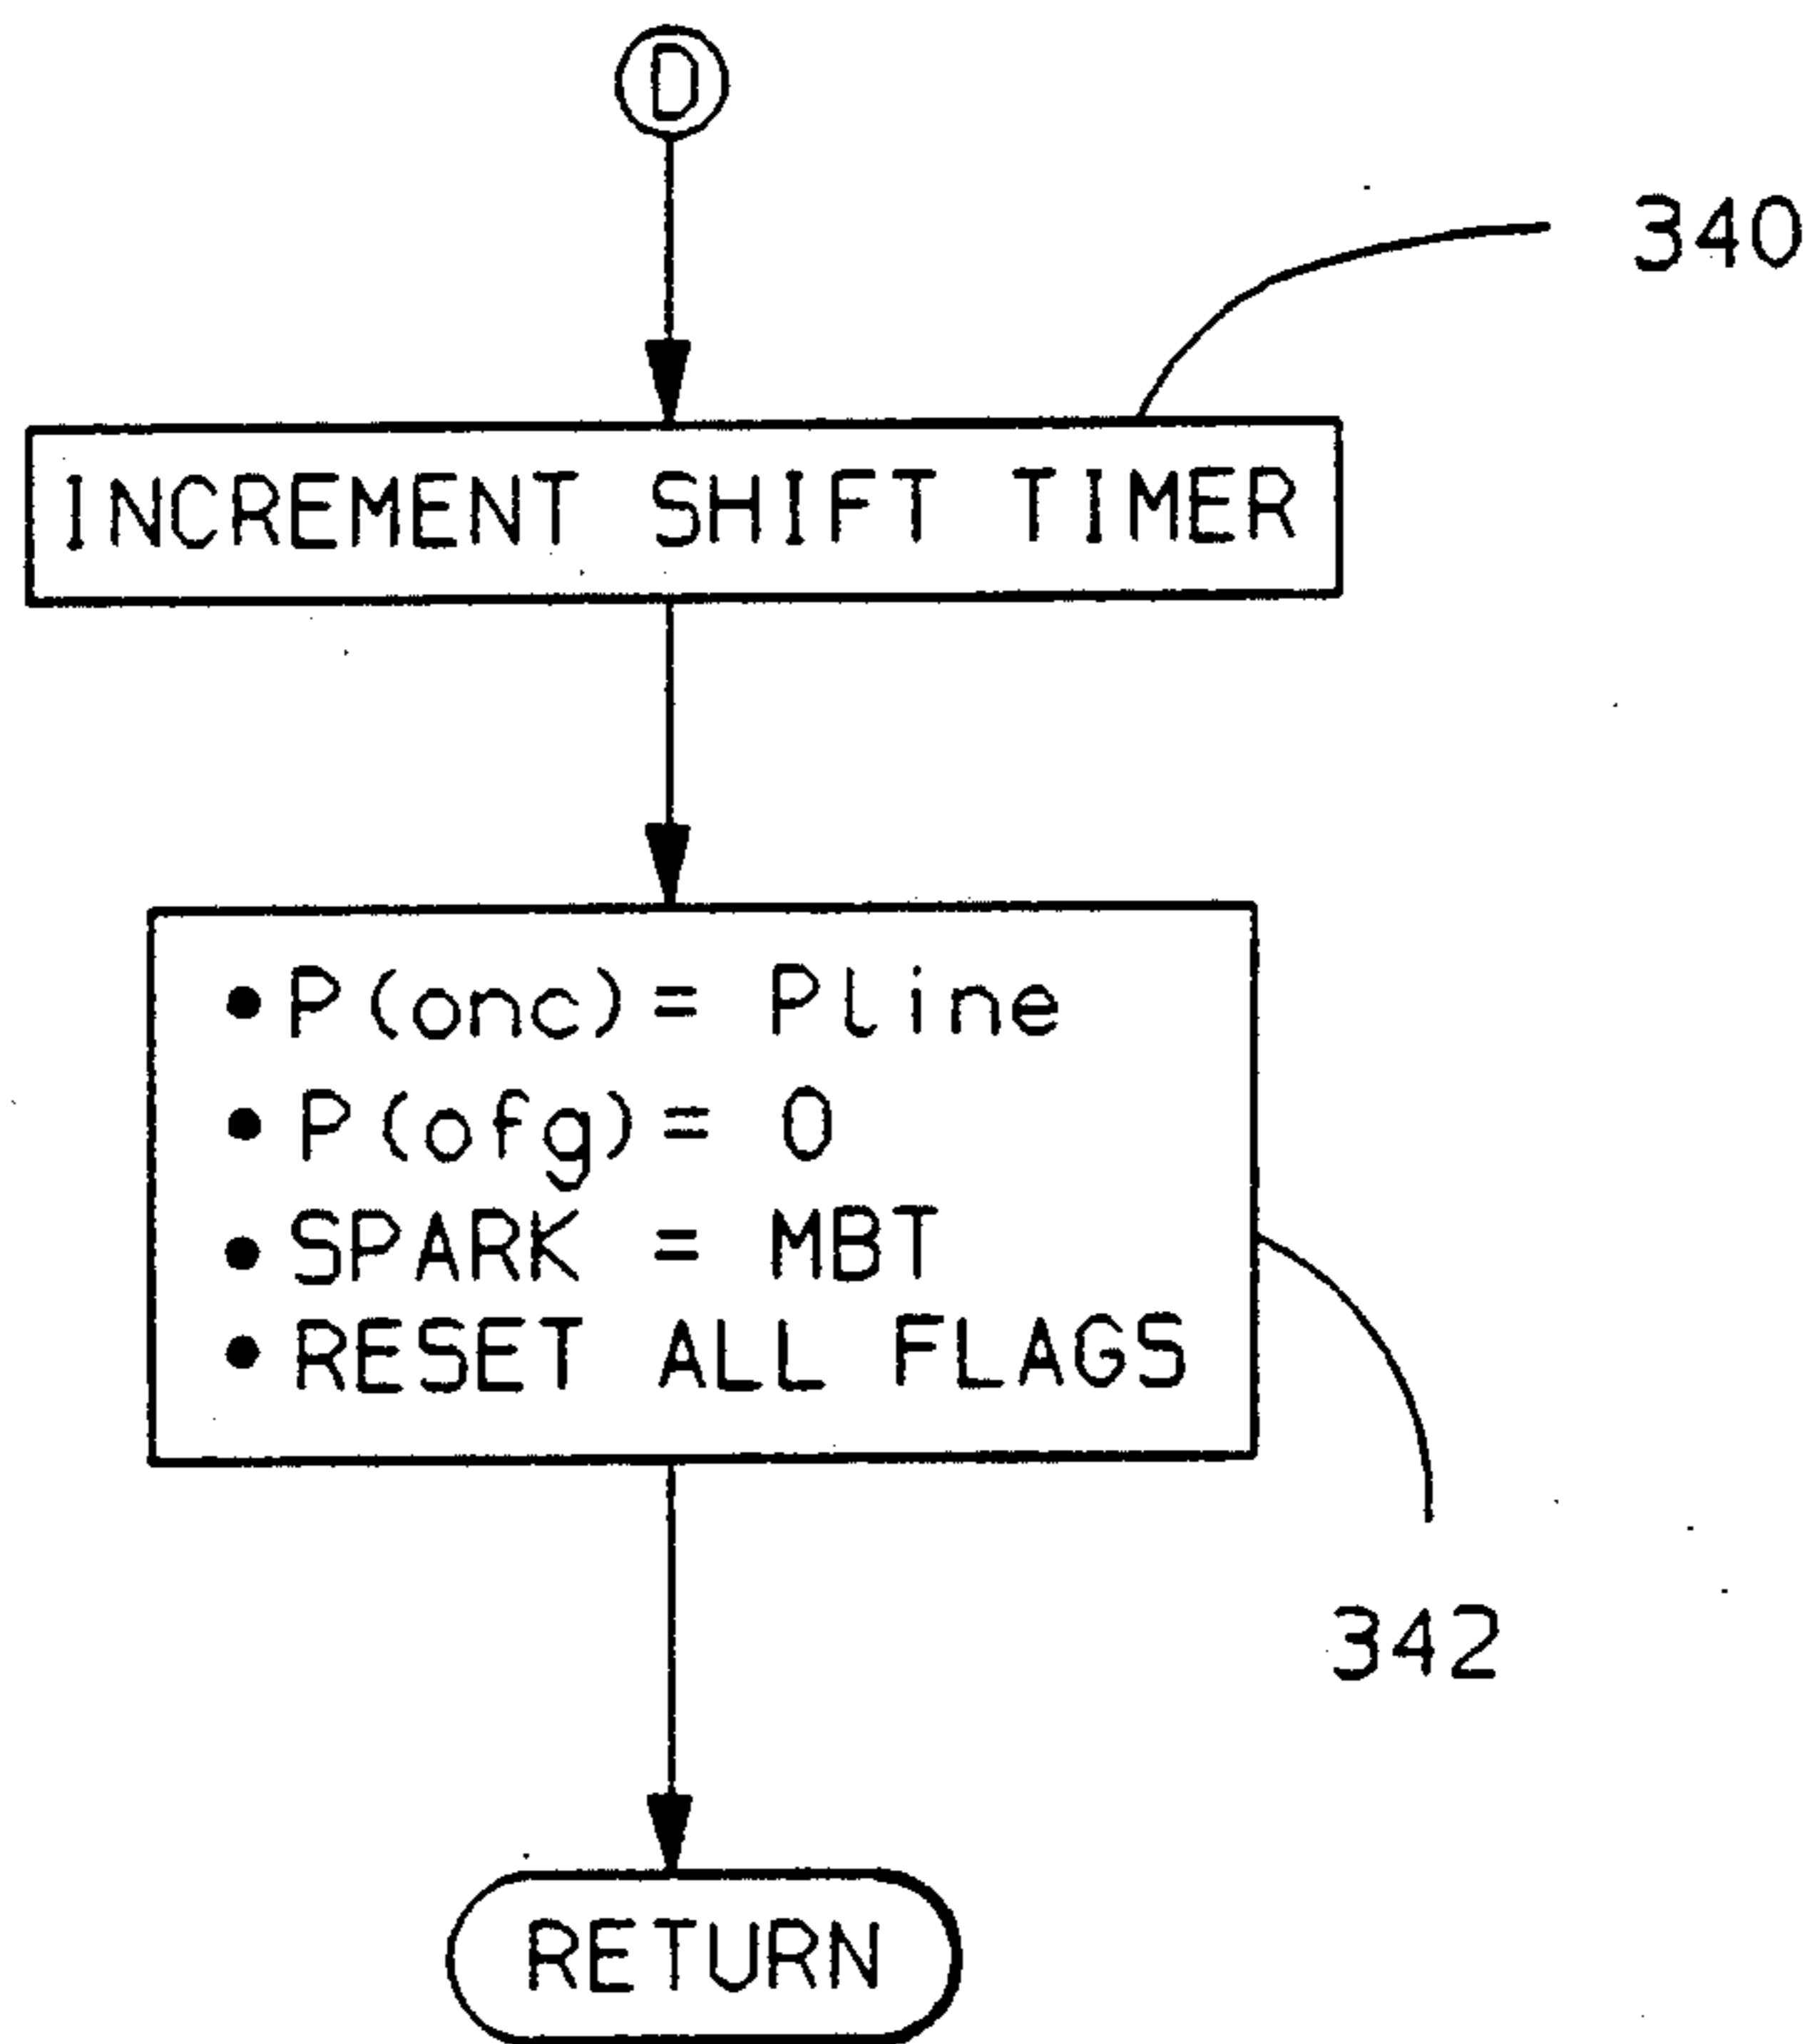 D
340
INCREMENT SHIFT TIMER
•P(onc)= Pline
•P(ofg)= 0
•SPARK = MBT
•RESET ALL FLAGS
342
RETURN